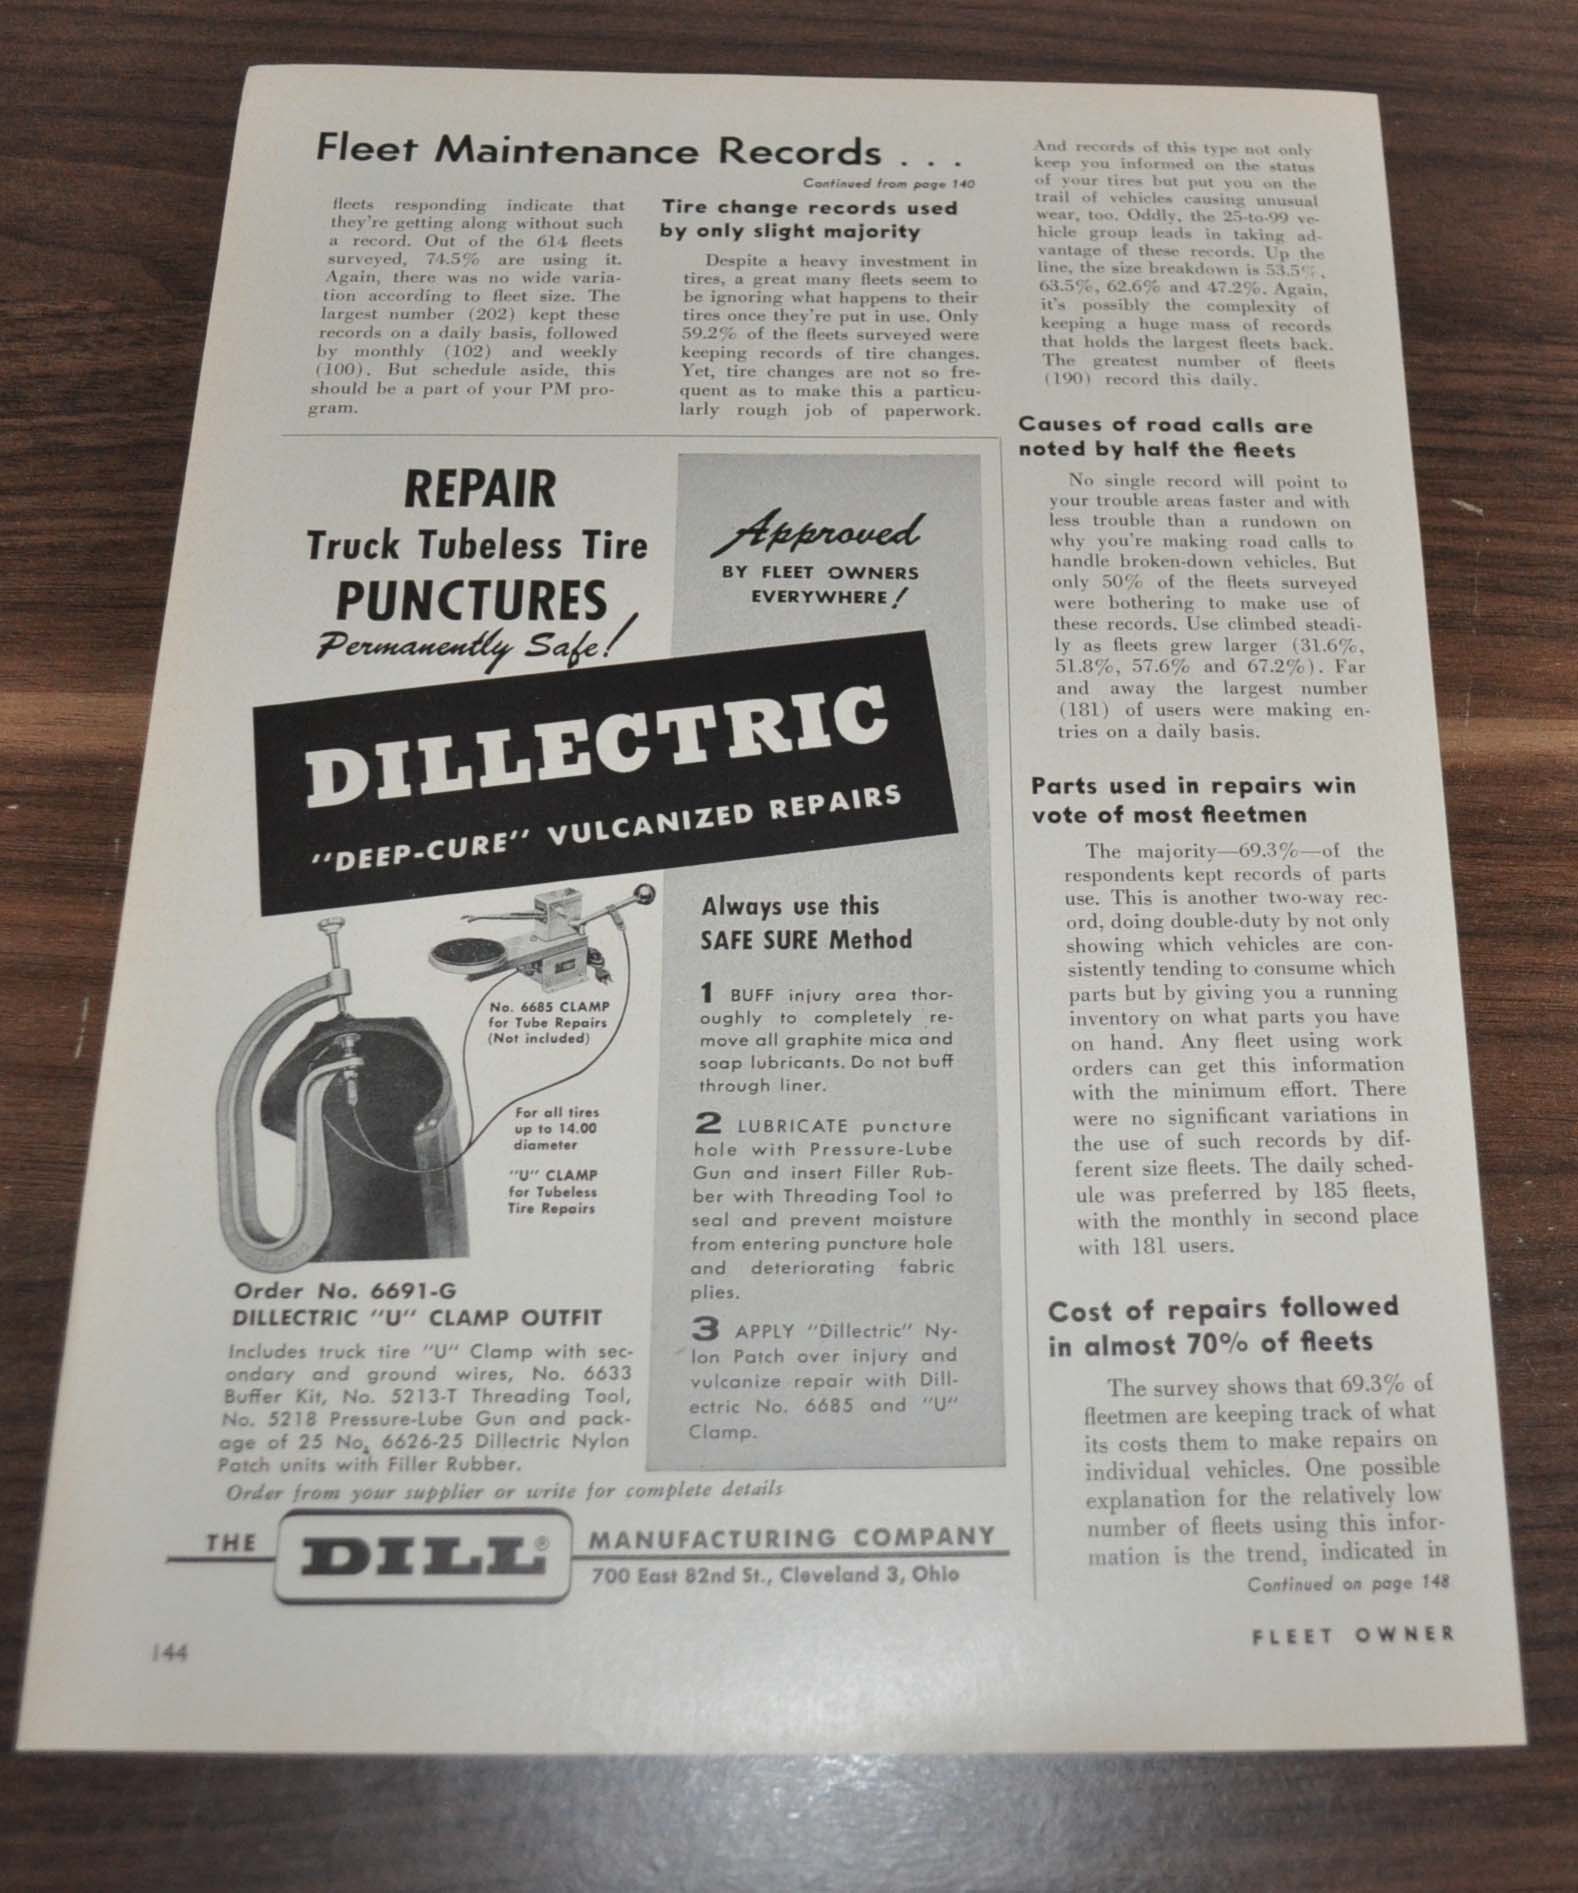 Fleet Maintenance Records . . .
Continued from page 140
fleets responding indicate that
they're getting along without such
a record. Out of the 614 fleets
surveyed, 74.5% are using it.
Again, there was no wide varia-
tion according to fleet size. The
largest number (202) kept these
records on a daily basis, followed
by monthly (102) and weekly
(100). But schedule aside, this
should be a part of your PM pro-
gram.
Tire change records used
by only slight majority
Despite a heavy investment in
tires, a great many fleets seem to
be ignoring what happens to their
tires once they're put in use. Only
59.2% of the fleets surveyed were
keeping records of tire changes.
Yet, tire changes are not so fre-
quent as to make this a particu-
larly rough job of paperwork.
And records of this type not only
keep you informed on the status
of your tires but put you on the
trail of vehicles causing unusual
wear, too. Oddly, the 25-to-99 ve-
hicle group leads in taking ad-
vantage of these records. Up the
line, the size breakdown is 53.5%,
63.5%, 62.6% and 47.2%. Again,
it's possibly the complexity of
keeping a huge mass of records
that holds the largest fleets back.
The greatest number of fleets
(190) record this daily.
Causes of road calls are
noted by half the fleets
No single record will point to
your trouble areas faster and with
less trouble than a rundown on
why you're making road calls to
handle broken-down vehicles. But
only 50% of the fleets surveyed
were bothering to make use of
these records. Use climbed steadi-
ly as fleets grew larger (31.6%,
51.8%, 57.6% and 67.2%). Far
and away the largest number
(181) of users were making en-
tries on a daily basis.
Parts used in repairs win
vote of most fleetmen
The majority—69.3%—of the
respondents kept records of parts
use. This is another two-way rec-
ord, doing double-duty by not only
showing which vehicles are con-
sistently tending to consume which
parts but by giving you a running
inventory on what parts you have
on hand. Any fleet using work
orders can get this information
with the minimum effort. There
were no significant variations in
the use of such records by dif-
ferent size fleets. The daily sched-
ule was preferred by 185 fleets,
with the monthly in second place
with 181 users.
Cost of repairs followed
in almost 70% of fleets
The survey shows that 69.3% of
fleetmen are keeping track of what
its costs them to make repairs on
individual vehicles. One possible
explanation for the relatively low
number of fleets using this infor-
mation is the trend, indicated in
Continued on page 148
REPAIR
Truck Tubeless Tire
PUNCTURES
Permanently Safe!
Approved
BY FLEET OWNERS
EVERYWHERE!
DILLECTRIC
"DEEP-CURE" VULCANIZED REPAIRS
No. 6685 CLAMP
for Tube Repairs
(Not included)
For all tires
up to 14.00
diameter
"U" CLAMP
for Tubeless
Tire Repairs
Order No. 6691-G
DILLECTRIC "U" CLAMP OUTFIT
Includes truck tire "U" Clamp with sec-
ondary and ground wires, No. 6633
Buffer Kit, No. 5213-T Threading Tool,
No. 5218 Pressure-Lube Gun and pack-
age of 25 No. 6626-25 Dillectric Nylon
Patch units with Filler Rubber.
Always use this
SAFE SURE Method
1 BUFF injury area thor-
oughly to completely re-
move all graphite mica and
soap lubricants. Do not buff
through liner.
2 LUBRICATE puncture
hole with Pressure-Lube
Gun and insert Filler Rub-
ber with Threading Tool to
seal and prevent moisture
from entering puncture hole
and deteriorating fabric
plies.
3 APPLY "Dillectric" Ny-
lon Patch over injury and
vulcanize repair with Dill-
ectric No. 6685 and "U"
Clamp.
Order from your supplier or write for complete details
THE DILL® MANUFACTURING COMPANY
700 East 82nd St., Cleveland 3, Ohio
144
FLEET OWNER